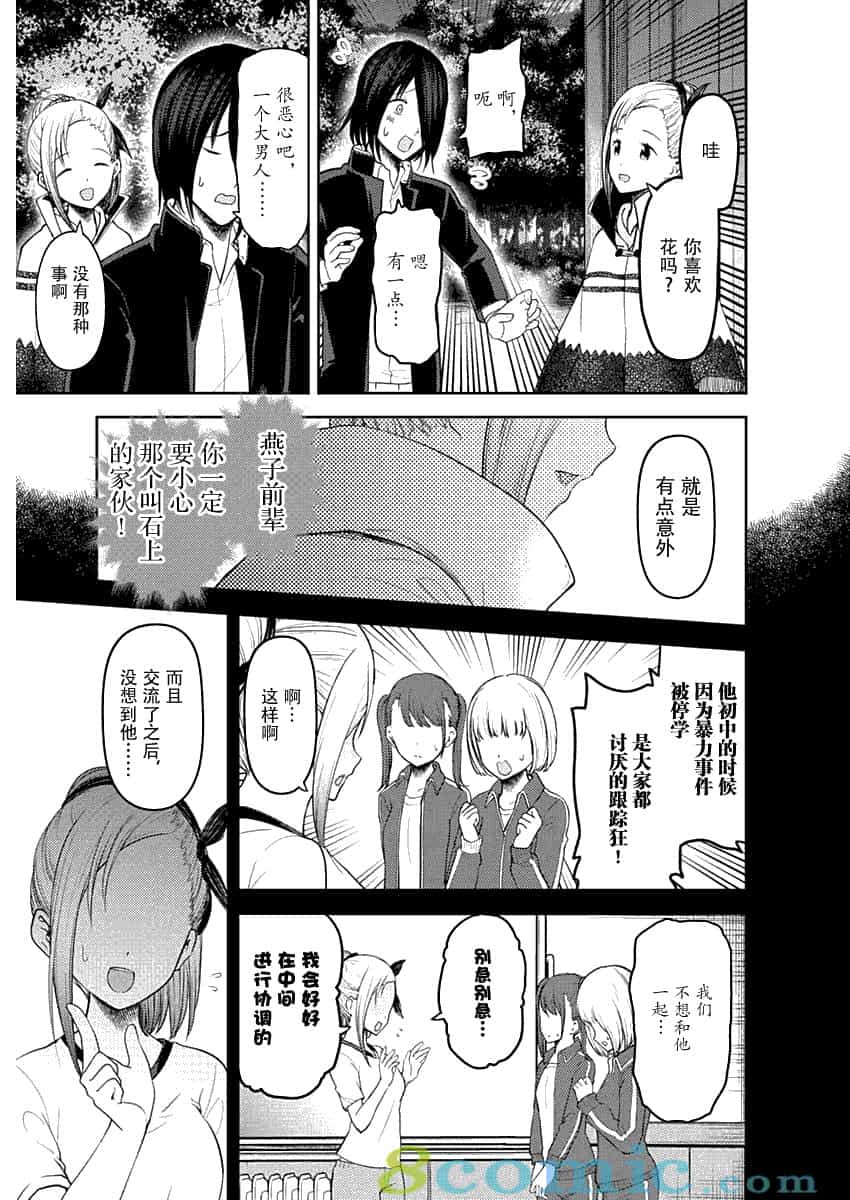 哇
你喜欢
花吗?
呃啊,
嗯
有一点…
很恶心吧,
一个大男人……
没有那种
事啊
就是
有点意外
燕子前辈
你一定
要小心
那个叫石上
的家伙!
他初中的时候
因为暴力事件
被停学
是大家都
讨厌的跟踪狂!
啊…
这样啊
而且
交流了之后,
没想到他……
我们
不想和他
一起…
别急别急…
我会好好
在中间
进行协调的
8comic.com